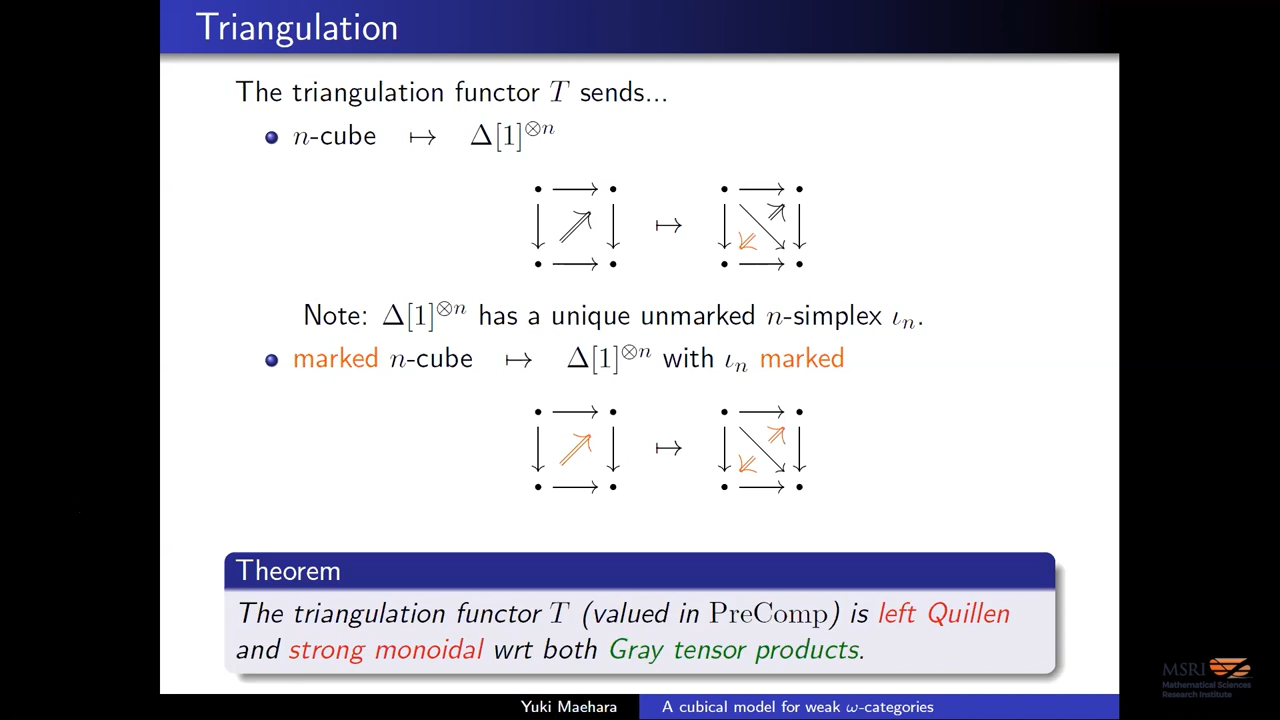 Triangulation
The triangulation functor T sends...
n-cube ↦ Δ[1]⊗ⁿ
↦
Note: Δ[1]⊗ⁿ has a unique unmarked n-simplex ιₙ.
marked n-cube ↦ Δ[1]⊗ⁿ with ιₙ marked
↦
Theorem
The triangulation functor T (valued in PreComp) is left Quillen
and strong monoidal wrt both Gray tensor products.
MSRI
Mathematical Sciences
Research Institute
Yuki Maehara A cubical model for weak ω-categories